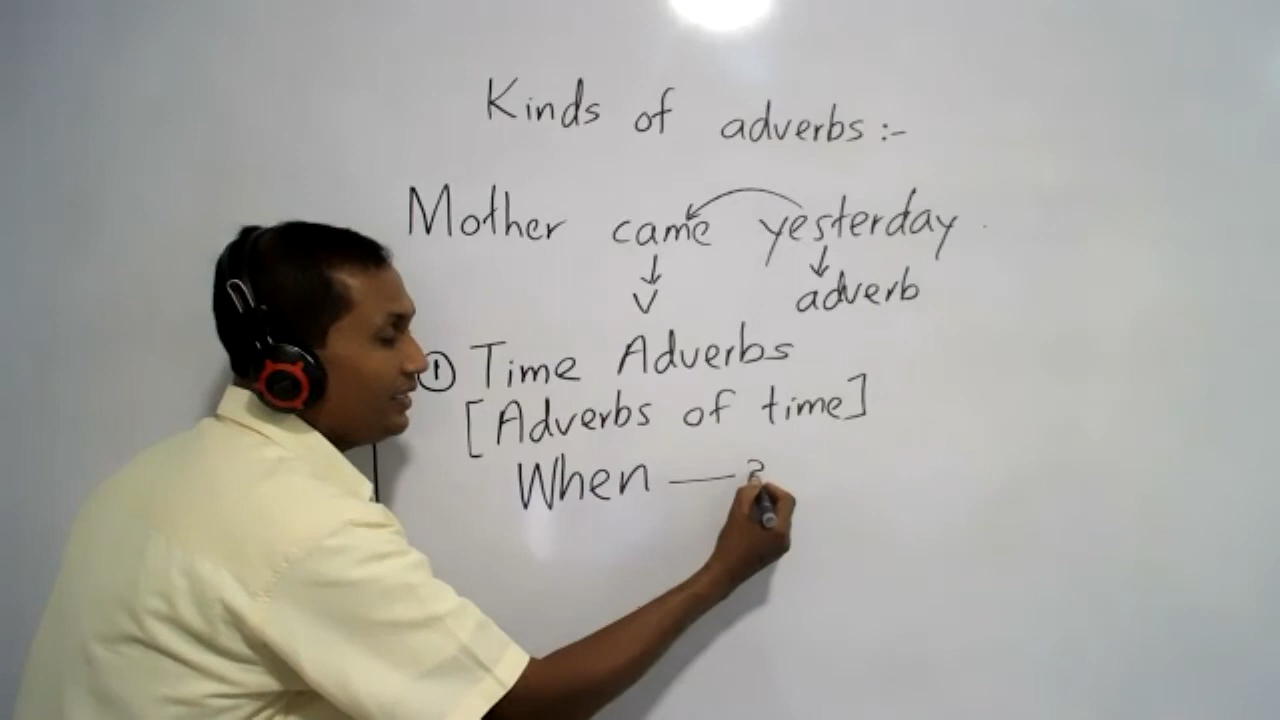 Kinds of adverbs :-
Mother came yesterday .
V adverb
① Time Adverbs
[Adverbs of time]
When — ?